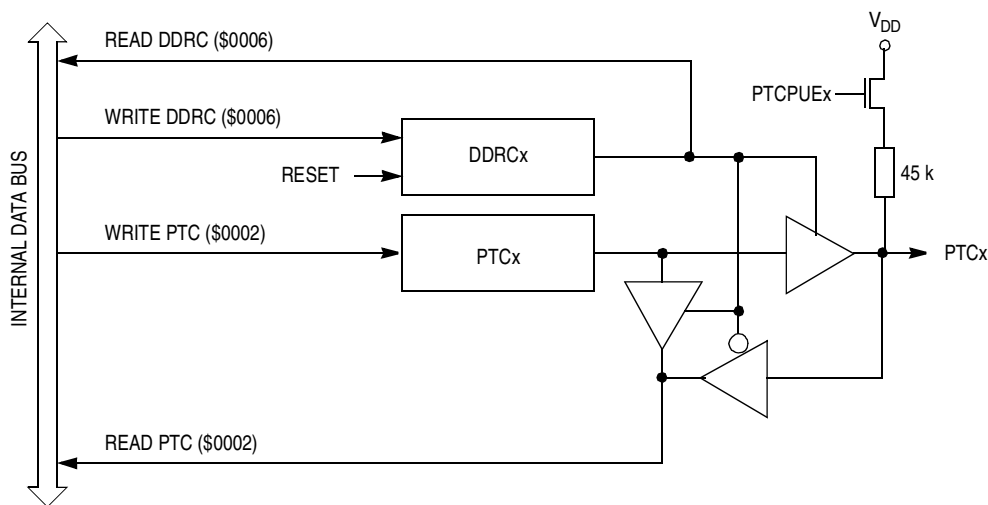 VDD
READ DDRC ($0006)
PTCPUEx
WRITE DDRC ($0006)
DDRCx
RESET
45 k
WRITE PTC ($0002)
PTCx
PTCx
INTERNAL DATA BUS
READ PTC ($0002)